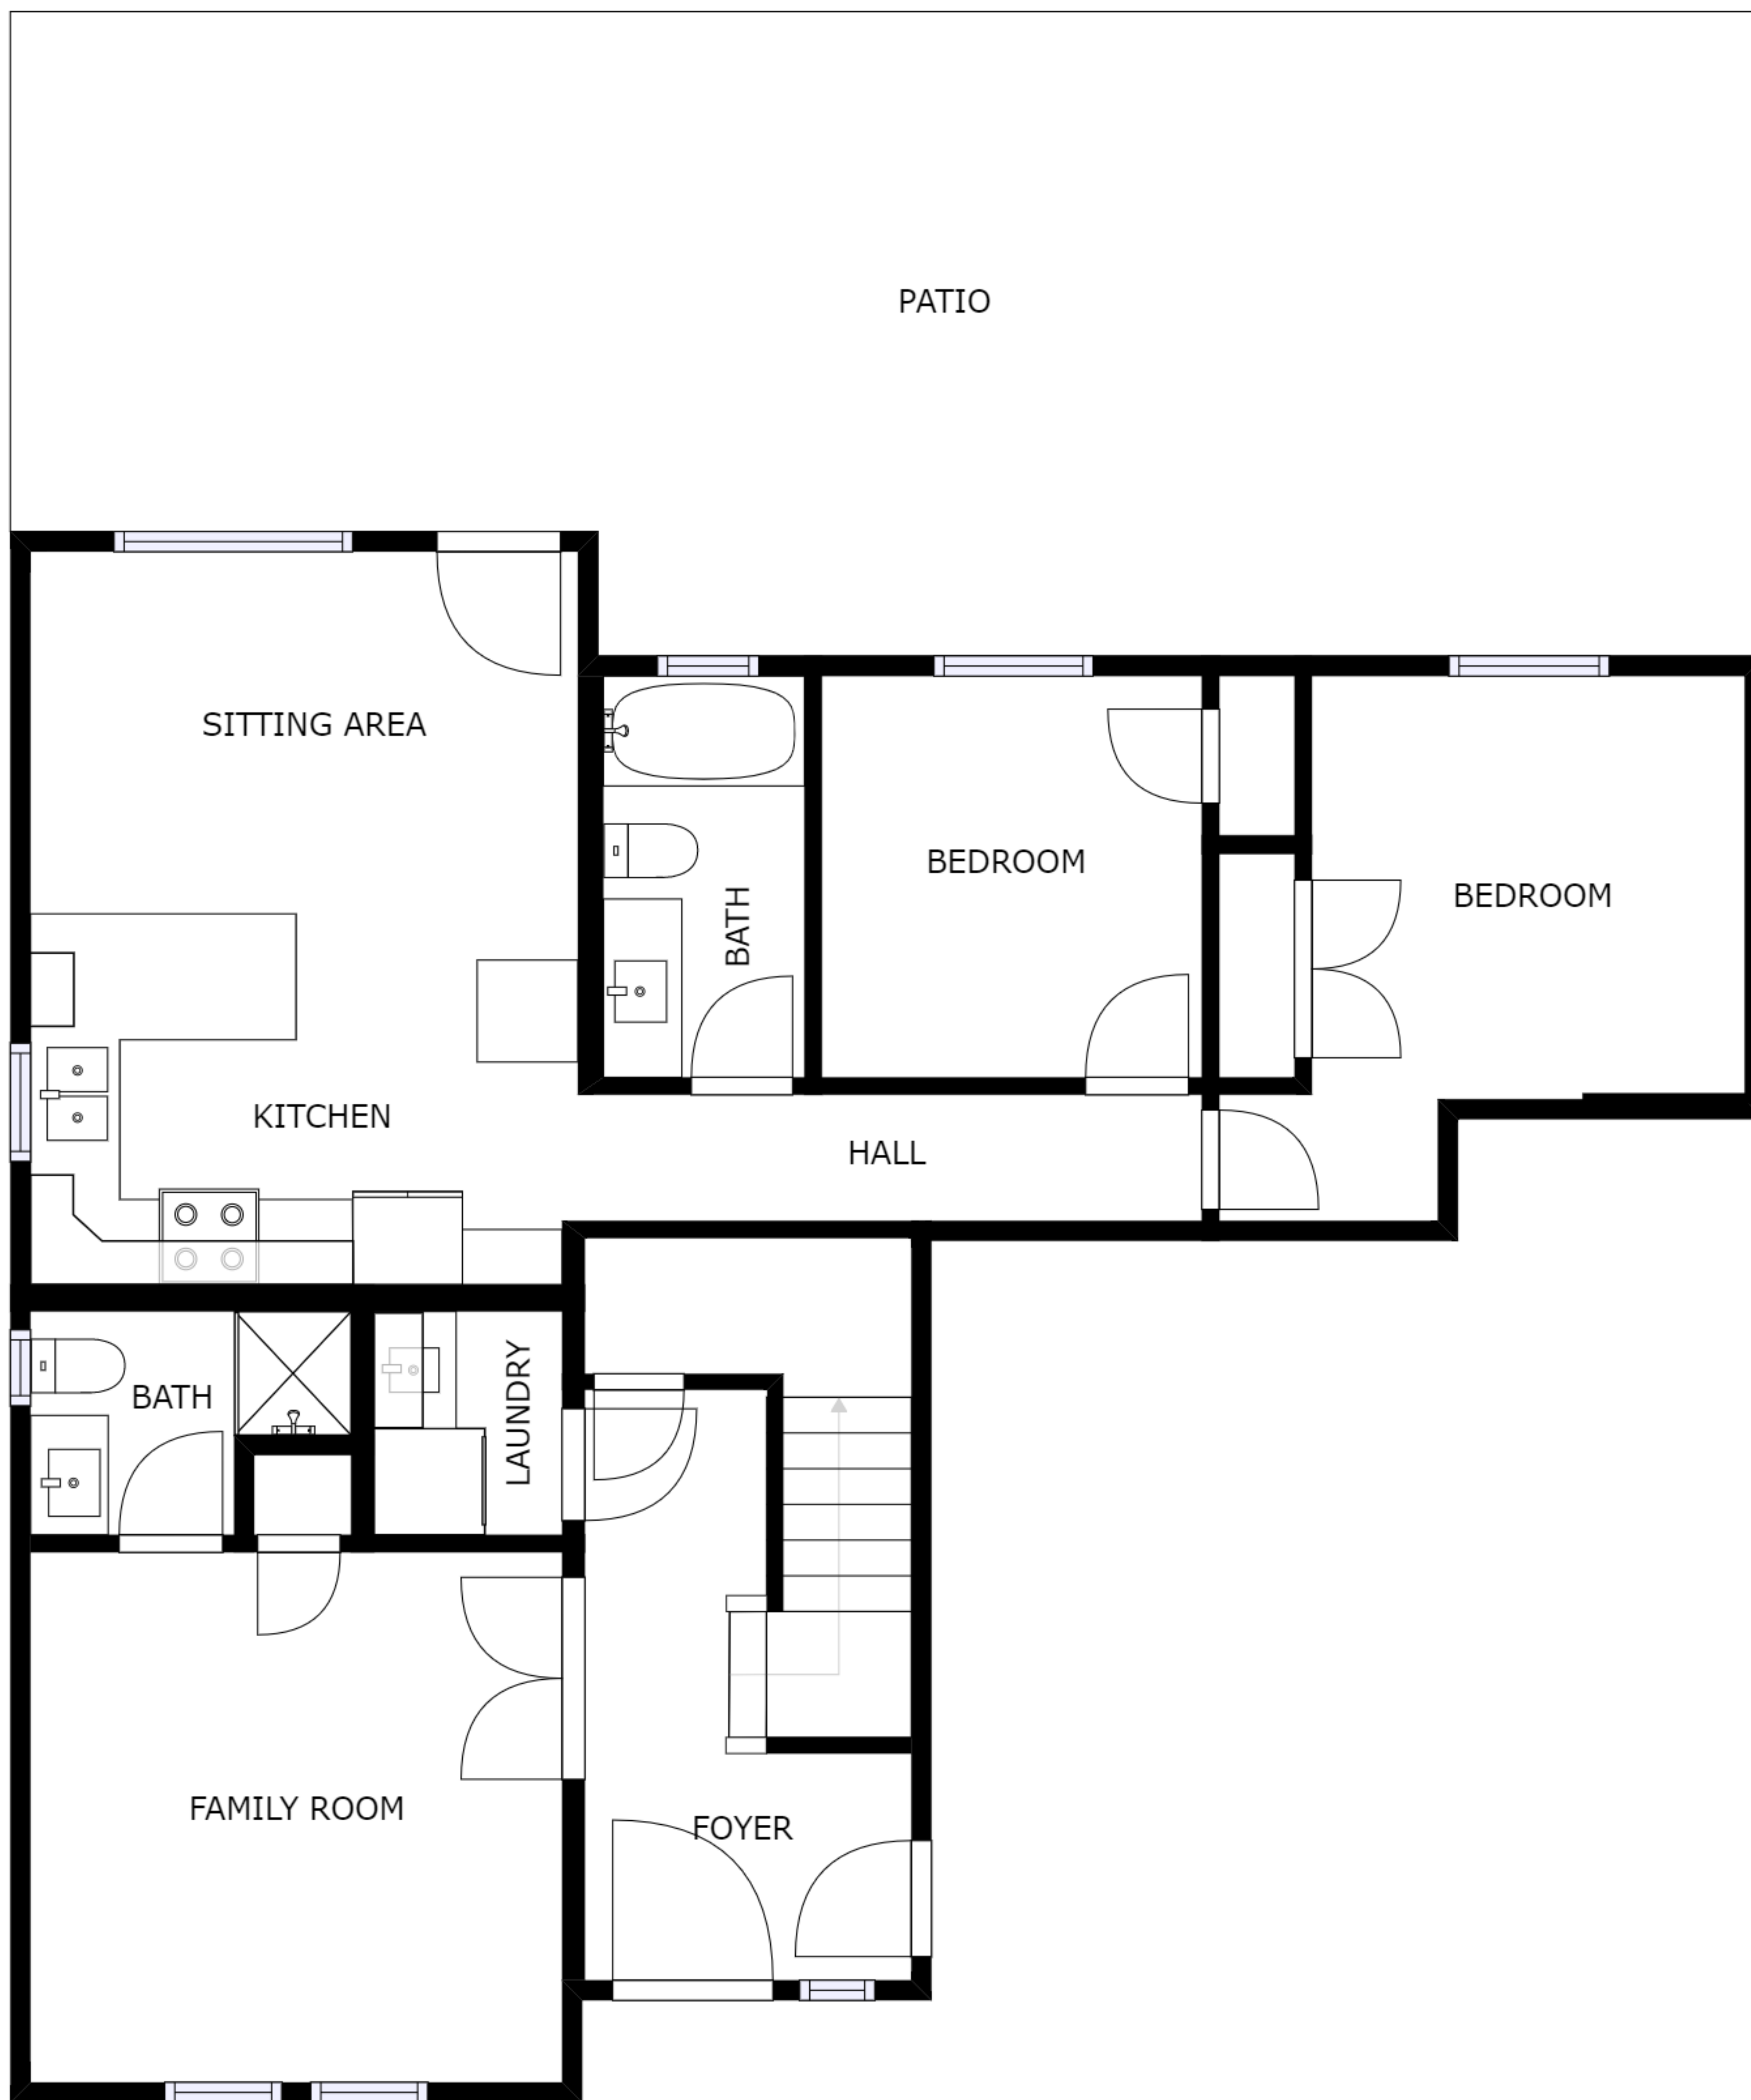 PATIO
SITTING AREA
BEDROOM
BEDROOM
BATH
KITCHEN
HALL
BATH
LAUNDRY
FAMILY ROOM
FOYER